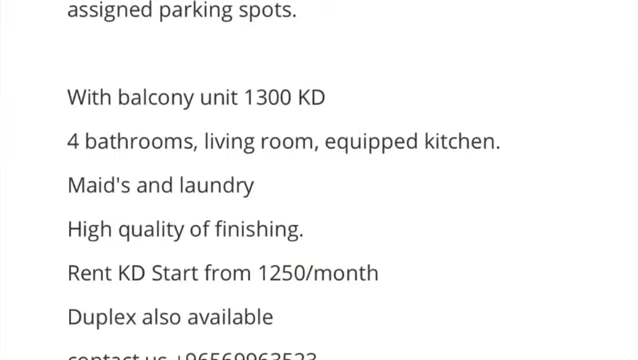 assigned parking spots.
With balcony unit 1300 KD
4 bathrooms, living room, equipped kitchen.
Maid's and laundry
High quality of finishing.
Rent KD Start from 1250/month
Duplex also available
contact us +96569963523